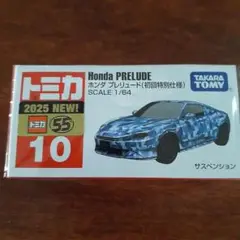 トミカ
2025 NEW!
トミカ 55
10
Honda PRELUDE
ホンダ プレリュード(初回特別仕様)
SCALE 1/64
TAKARA TOMY
サスペンション